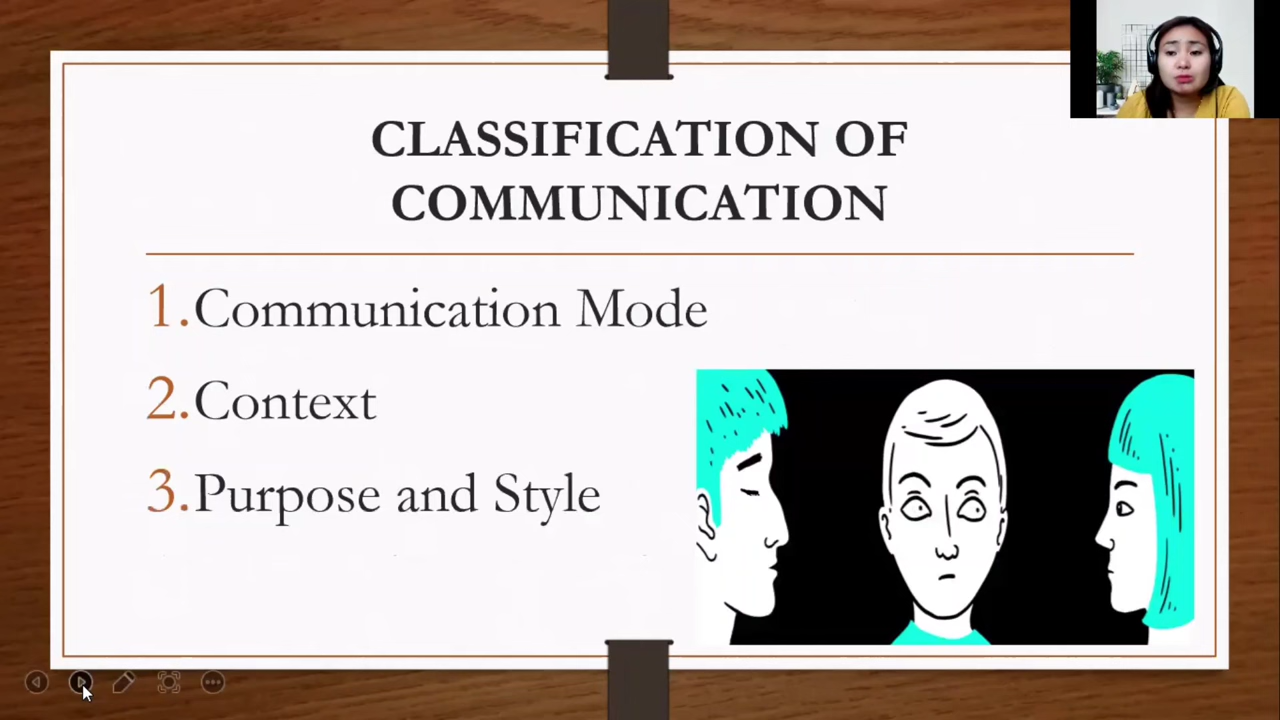 CLASSIFICATION OF
COMMUNICATION
1.Communication Mode
2.Context
3.Purpose and Style